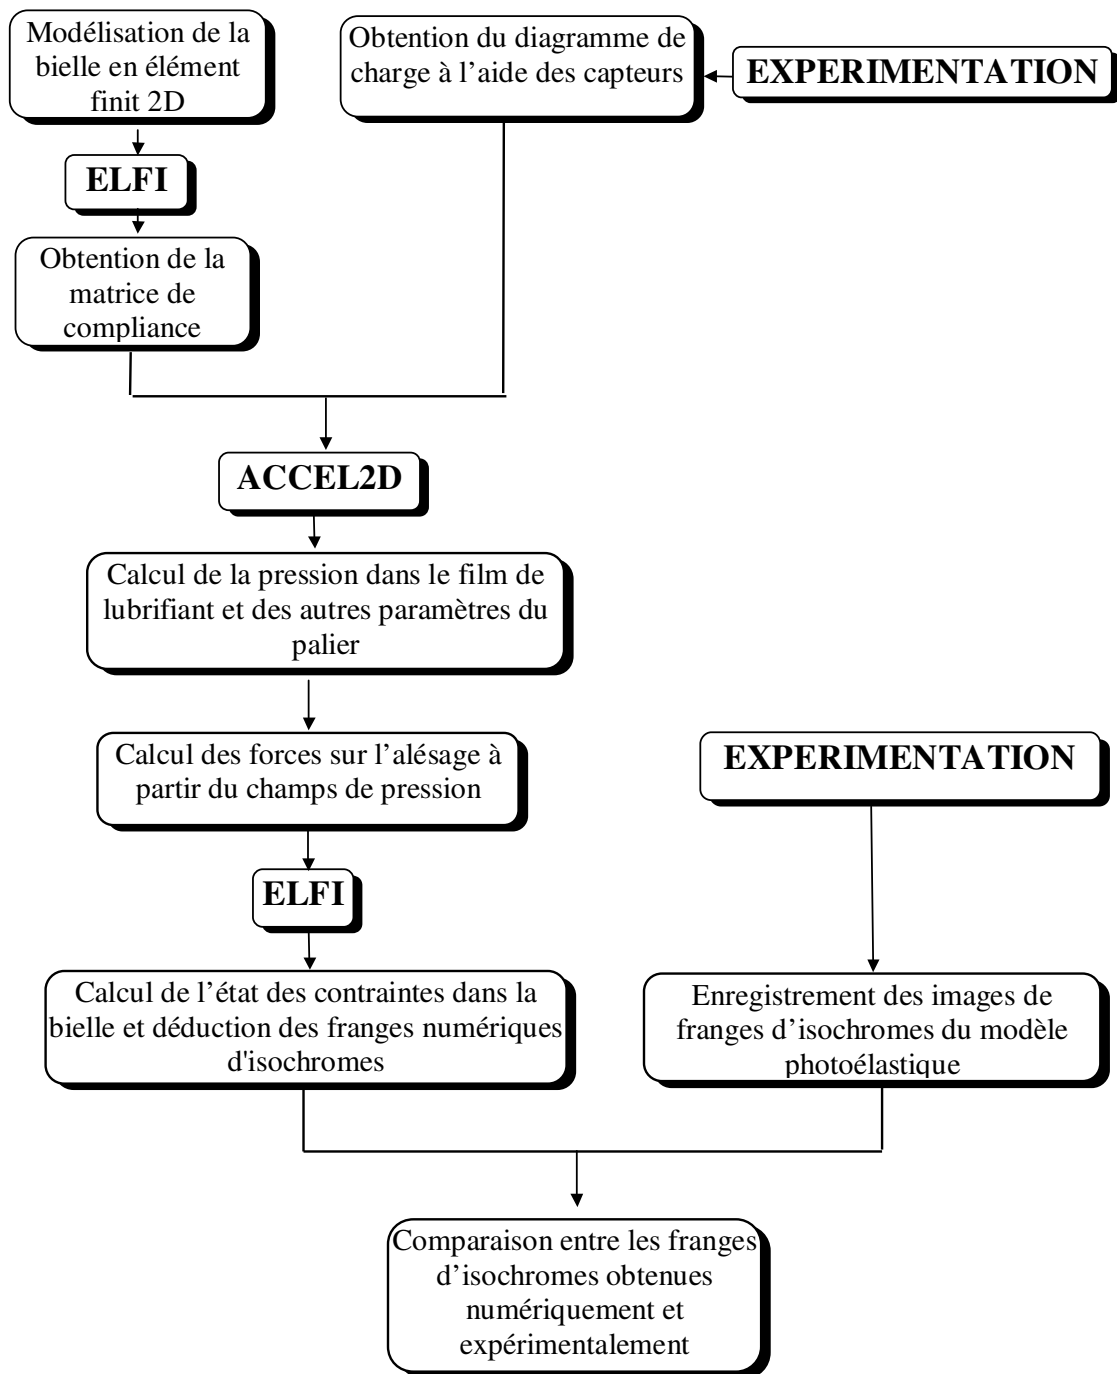 Modélisation de la
bielle en élément
finit 2D
Obtention du diagramme de
charge à l’aide des capteurs
EXPERIMENTATION
ELFI
Obtention de la
matrice de
compliance
ACCEL2D
Calcul de la pression dans le film de
lubrifiant et des autres paramètres du
palier
Calcul des forces sur l’alésage à
partir du champs de pression
EXPERIMENTATION
ELFI
Calcul de l’état des contraintes dans la
bielle et déduction des franges numériques
d'isochromes
Enregistrement des images de
franges d’isochromes du modèle
photoélastique
Comparaison entre les franges
d’isochromes obtenues
numériquement et
expérimentalement